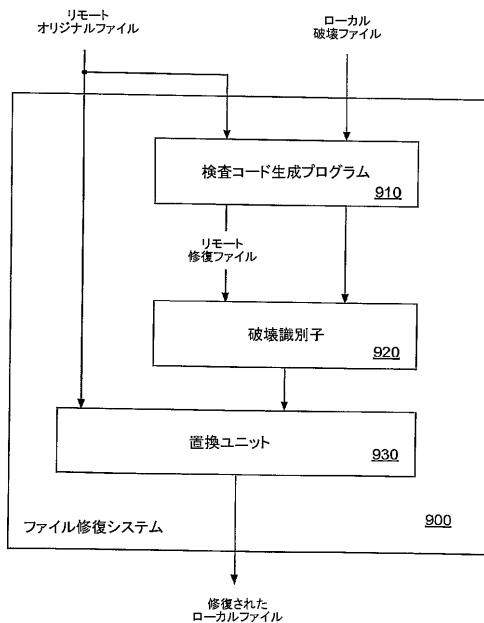 リモート
オリジナルファイル
ローカル
破壊ファイル
検査コード生成プログラム
910
リモート
修復ファイル
破壊識別子
920
置換ユニット
930
ファイル修復システム
900
修復された
ローカルファイル